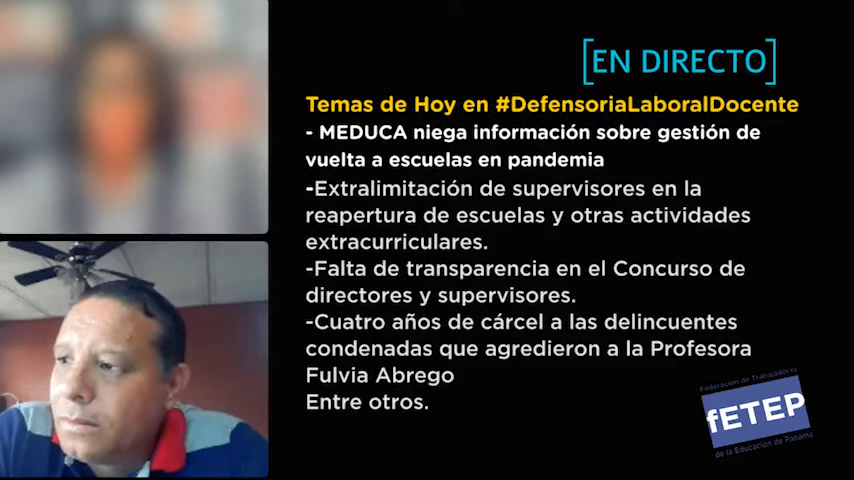 [EN DIRECTO]
Temas de Hoy en #DefensoriaLaboralDocente
- MEDUCA niega información sobre gestión de
vuelta a escuelas en pandemia
-Extralimitación de supervisores en la
reapertura de escuelas y otras actividades
extracurriculares.
-Falta de transparencia en el Concurso de
directores y supervisores.
-Cuatro años de cárcel a las delincuentes
condenadas que agredieron a la Profesora
Fulvia Abrego
Entre otros.
Federación de Trabajadorxs
fETEP
de la Educación de Panamá